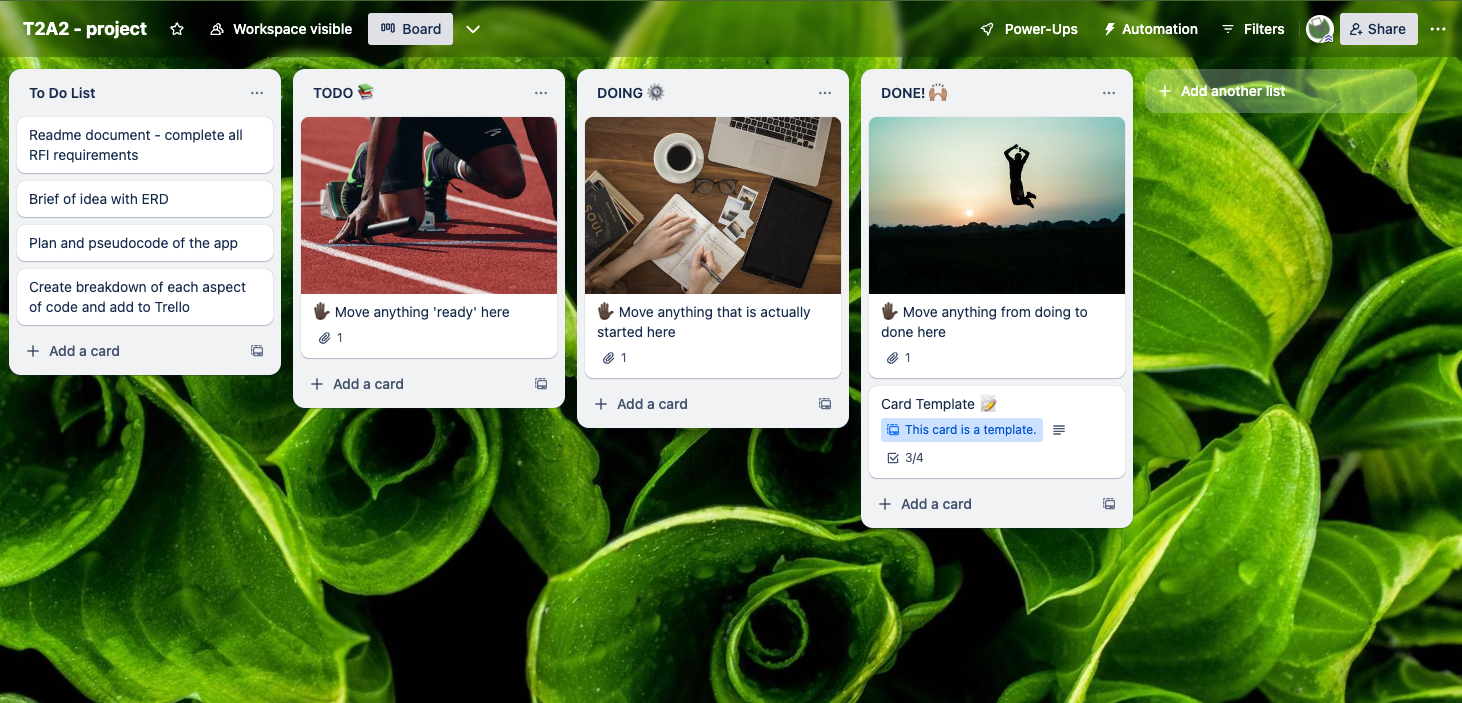 T2A2 - project
Workspace visible
Board
Power-Ups
Automation
Filters
Share
To Do List
Readme document - complete all
RFI requirements
Brief of idea with ERD
Plan and pseudocode of the app
Create breakdown of each aspect
of code and add to Trello
Add a card
TODO 📚
🖐🏿 Move anything 'ready' here
1
Add a card
DOING ⚙️
SOUL
🖐🏿 Move anything that is actually
started here
1
Add a card
DONE! 🙌🏽
🖐🏿 Move anything from doing to
done here
1
Card Template 📝
This card is a template.
3/4
Add a card
Add another list